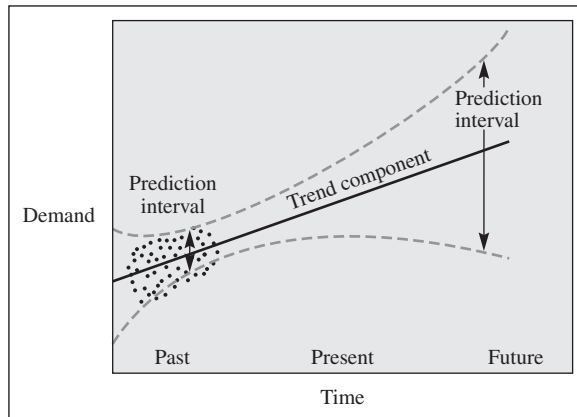 Prediction
interval
Prediction
interval
Trend component
Demand
Past
Present
Future
Time